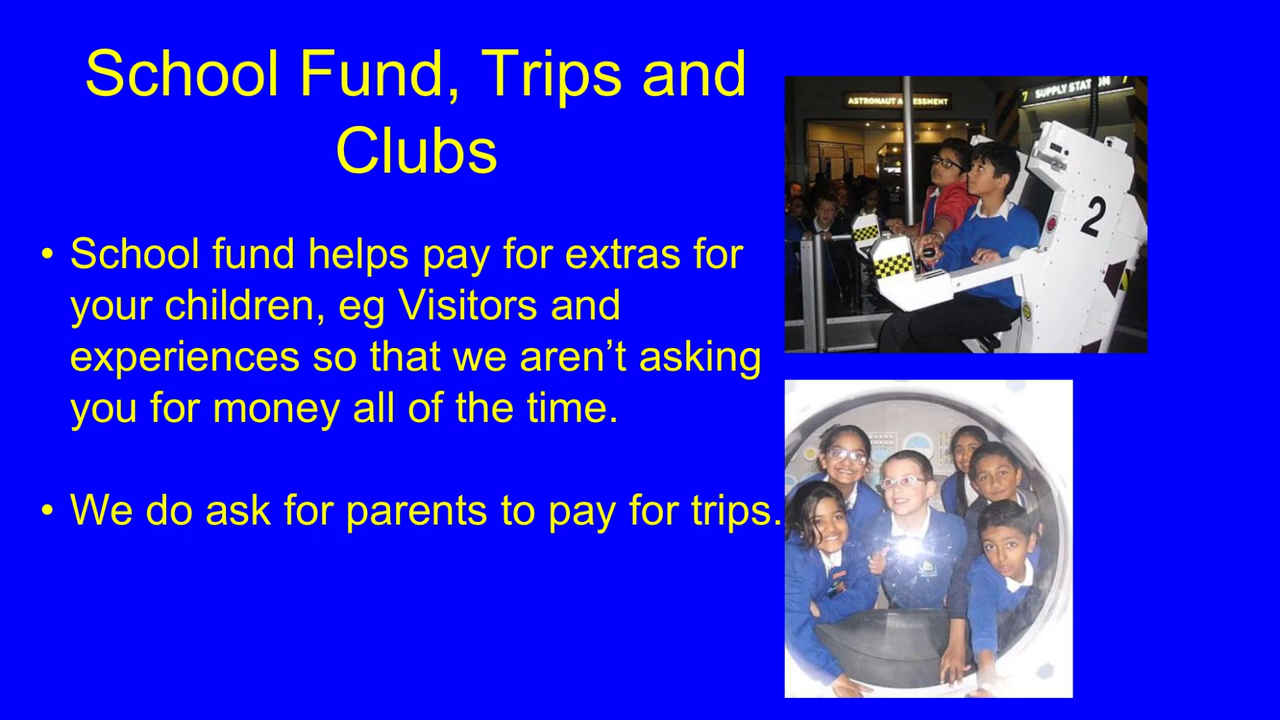 School Fund, Trips and
Clubs
• School fund helps pay for extras for
your children, eg Visitors and
experiences so that we aren’t asking
you for money all of the time.
• We do ask for parents to pay for trips.
ASTRONAUT
7 SUPPLY STATION 7
2